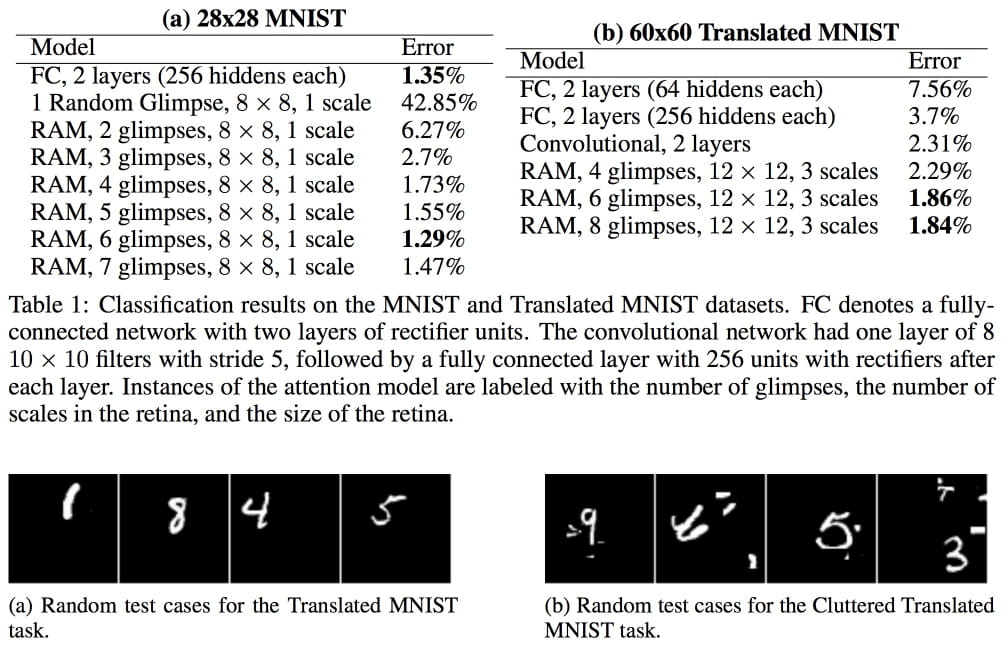 (a) 28x28 MNIST
Model Error
FC, 2 layers (256 hiddens each) 1.35%
1 Random Glimpse, 8 × 8, 1 scale 42.85%
RAM, 2 glimpses, 8 × 8, 1 scale 6.27%
RAM, 3 glimpses, 8 × 8, 1 scale 2.7%
RAM, 4 glimpses, 8 × 8, 1 scale 1.73%
RAM, 5 glimpses, 8 × 8, 1 scale 1.55%
RAM, 6 glimpses, 8 × 8, 1 scale 1.29%
RAM, 7 glimpses, 8 × 8, 1 scale 1.47%
(b) 60x60 Translated MNIST
Model Error
FC, 2 layers (64 hiddens each) 7.56%
FC, 2 layers (256 hiddens each) 3.7%
Convolutional, 2 layers 2.31%
RAM, 4 glimpses, 12 × 12, 3 scales 2.29%
RAM, 6 glimpses, 12 × 12, 3 scales 1.86%
RAM, 8 glimpses, 12 × 12, 3 scales 1.84%
Table 1: Classification results on the MNIST and Translated MNIST datasets. FC denotes a fully-
connected network with two layers of rectifier units. The convolutional network had one layer of 8
10 × 10 filters with stride 5, followed by a fully connected layer with 256 units with rectifiers after
each layer. Instances of the attention model are labeled with the number of glimpses, the number of
scales in the retina, and the size of the retina.
1 8 4 5
(a) Random test cases for the Translated MNIST
task.
9 6 5 3
(b) Random test cases for the Cluttered Translated
MNIST task.